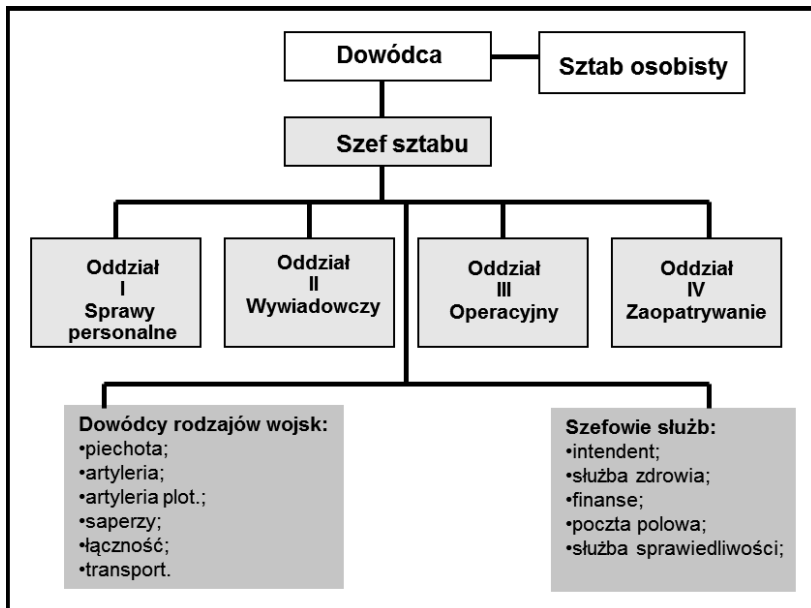 Dowódca
Sztab osobisty
Szef sztabu
Oddział
I
Sprawy
personalne
Oddział
II
Wywiadowczy
Oddział
III
Operacyjny
Oddział
IV
Zaopatrywanie
Dowódcy rodzajów wojsk:
•piechota;
•artyleria;
•artyleria plot.;
•saperzy;
•łączność;
•transport.
Szefowie służb:
•intendent;
•służba zdrowia;
•finanse;
•poczta polowa;
•służba sprawiedliwości;